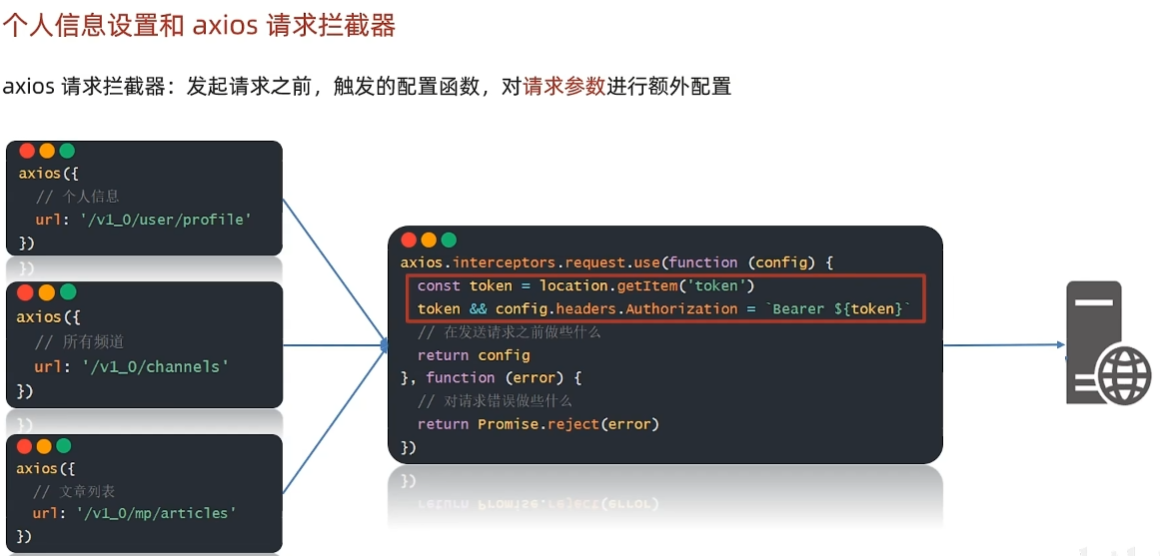 个人信息设置和 axios 请求拦截器
axios 请求拦截器：发起请求之前，触发的配置函数，对请求参数进行额外配置
axios({
// 个人信息
url: '/v1_0/user/profile'
})
})
axios({
// 所有频道
url: '/v1_0/channels'
})
})
axios({
// 文章列表
url: '/v1_0/mp/articles'
})
axios.interceptors.request.use(function (config) {
const token = location.getItem('token')
token && config.headers.Authorization = `Bearer ${token}`
// 在发送请求之前做些什么
return config
}, function (error) {
// 对请求错误做些什么
return Promise.reject(error)
})
})
return Promise.reject(error)